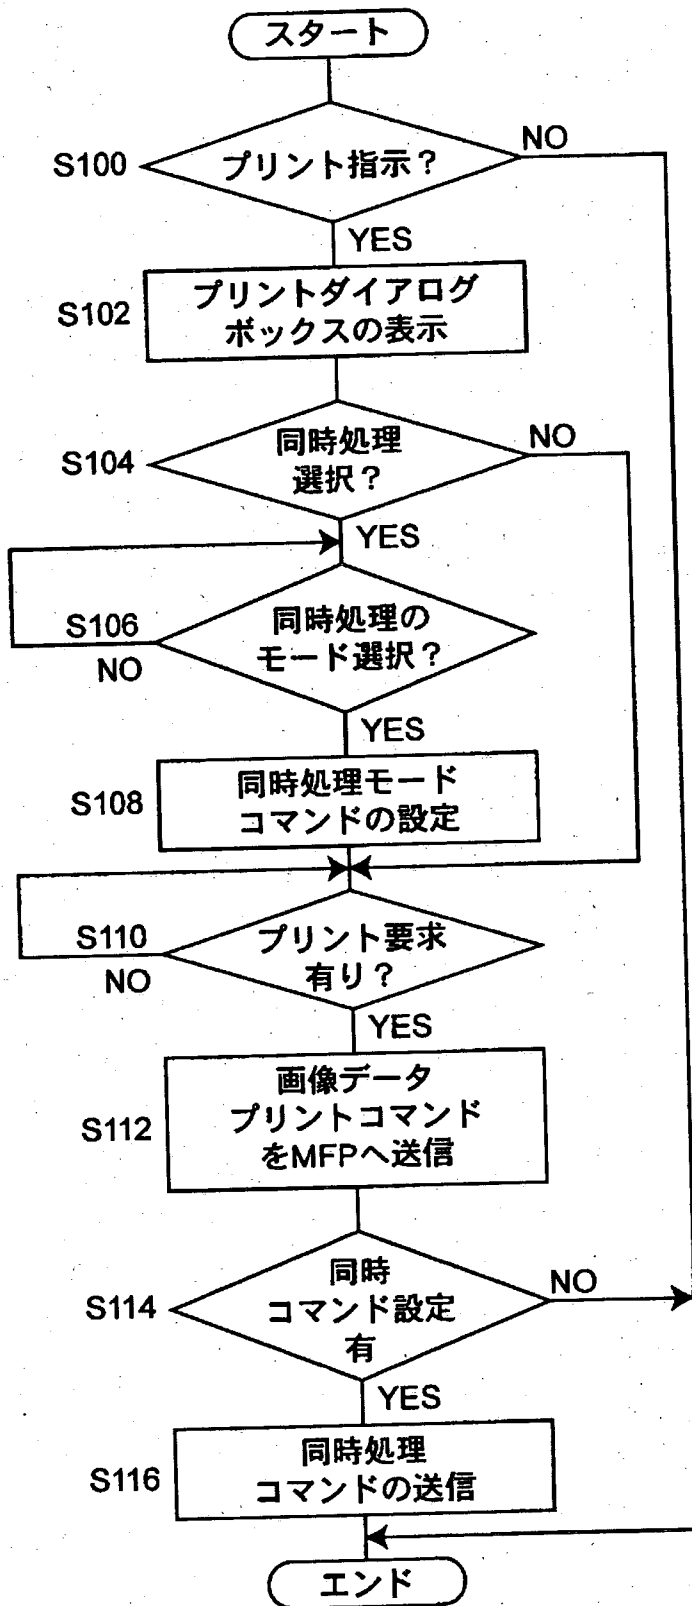 スタート
S100
プリント指示？
NO
YES
S102
プリントダイアログ
ボックスの表示
S104
同時処理
選択？
NO
YES
S106
同時処理の
モード選択？
NO
YES
S108
同時処理モード
コマンドの設定
S110
プリント要求
有り？
NO
YES
S112
画像データ
プリントコマンド
をMFPへ送信
S114
同時
コマンド設定
有
NO
YES
S116
同時処理
コマンドの送信
エンド